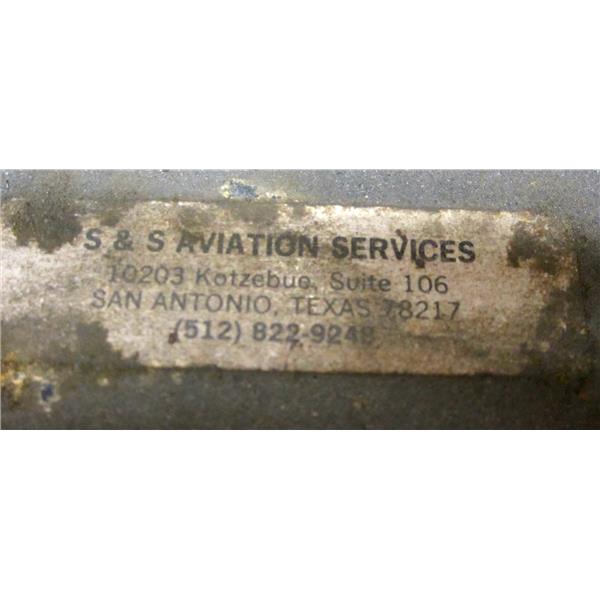 S & S AVIATION SERVICES
10203 Kotzebue, Suite 106
SAN ANTONIO, TEXAS 78217
(512) 822-9248